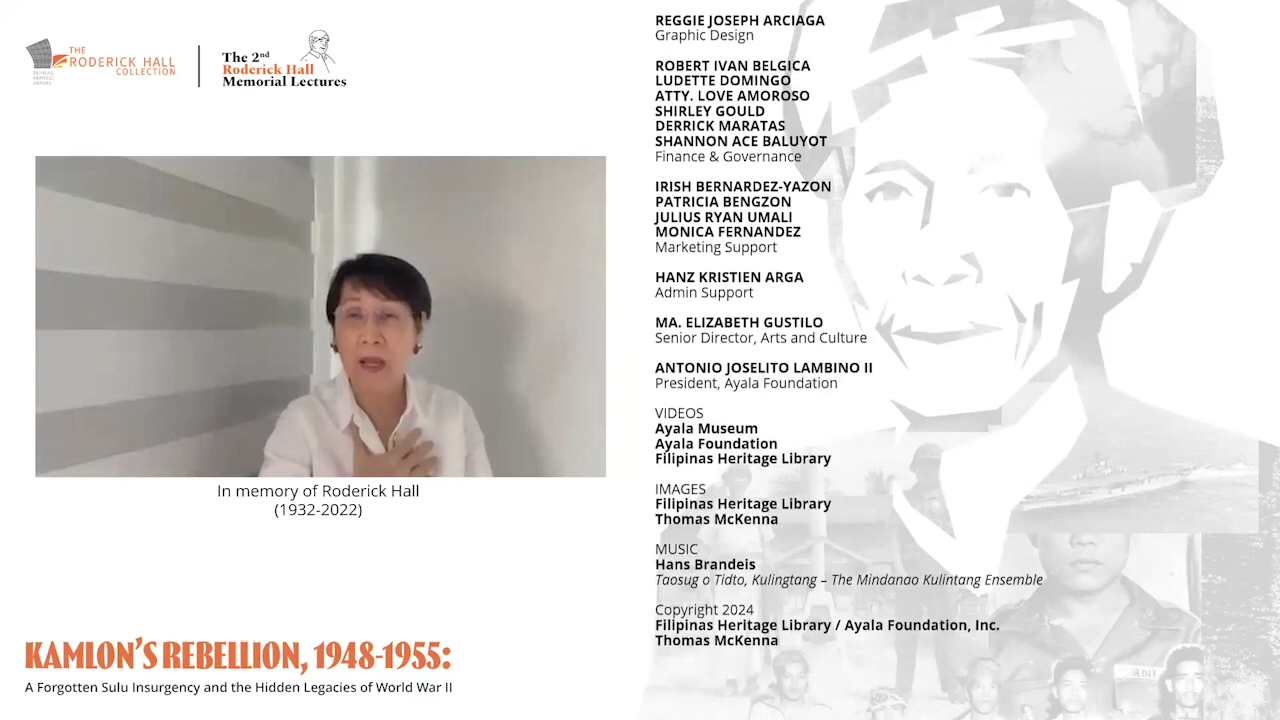 THE
RODERICK HALL
COLLECTION
FILIPINAS
HERITAGE
LIBRARY
The 2nd
Roderick Hall
Memorial Lectures
In memory of Roderick Hall
(1932-2022)
KAMLON'S REBELLION, 1948-1955:
A Forgotten Sulu Insurgency and the Hidden Legacies of World War II
REGGIE JOSEPH ARCIAGA
Graphic Design
ROBERT IVAN BELGICA
LUDETTE DOMINGO
ATTY. LOVE AMOROSO
SHIRLEY GOULD
DERRICK MARATAS
SHANNON ACE BALUYOT
Finance & Governance
IRISH BERNARDEZ-YAZON
PATRICIA BENGZON
JULIUS RYAN UMALI
MONICA FERNANDEZ
Marketing Support
HANZ KRISTIEN ARGA
Admin Support
MA. ELIZABETH GUSTILO
Senior Director, Arts and Culture
ANTONIO JOSELITO LAMBINO II
President, Ayala Foundation
VIDEOS
Ayala Museum
Ayala Foundation
Filipinas Heritage Library
IMAGES
Filipinas Heritage Library
Thomas McKenna
MUSIC
Hans Brandeis
Taosug o Tidto, Kulingtang – The Mindanao Kulintang Ensemble
Copyright 2024
Filipinas Heritage Library / Ayala Foundation, Inc.
Thomas McKenna